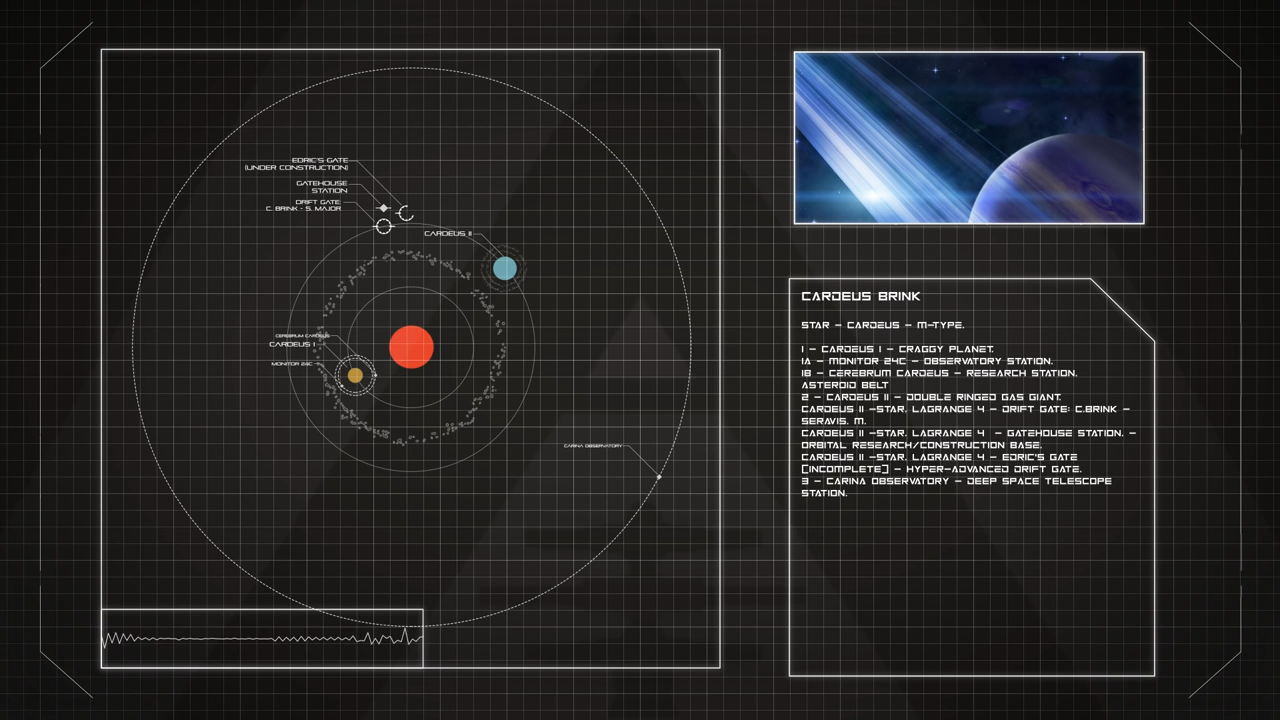 EDRIC'S GATE
(UNDER CONSTRUCTION)
GATEHOUSE
STATION
DRIFT GATE:
C. BRINK - S. MAJOR
CARDEUS II
CEREBRUM CARDEUS
CARDEUS I
MONITOR 24C
CARINA OBSERVATORY
CARDEUS BRINK
STAR – CARDEUS – M-TYPE.
1 – CARDEUS I – CRAGGY PLANET.
1A – MONITOR 24C – OBSERVATORY STATION.
1B – CEREBRUM CARDEUS – RESEARCH STATION.
ASTEROID BELT
2 – CARDEUS II – DOUBLE RINGED GAS GIANT.
CARDEUS II -STAR. LAGRANGE 4 – DRIFT GATE: C.BRINK –
SERAVIS. M.
CARDEUS II -STAR. LAGRANGE 4 – GATEHOUSE STATION. –
ORBITAL RESEARCH/CONSTRUCTION BASE.
CARDEUS II -STAR. LAGRANGE 4 – EDRIC'S GATE
[INCOMPLETE] – HYPER-ADVANCED DRIFT GATE.
3 – CARINA OBSERVATORY – DEEP SPACE TELESCOPE
STATION.